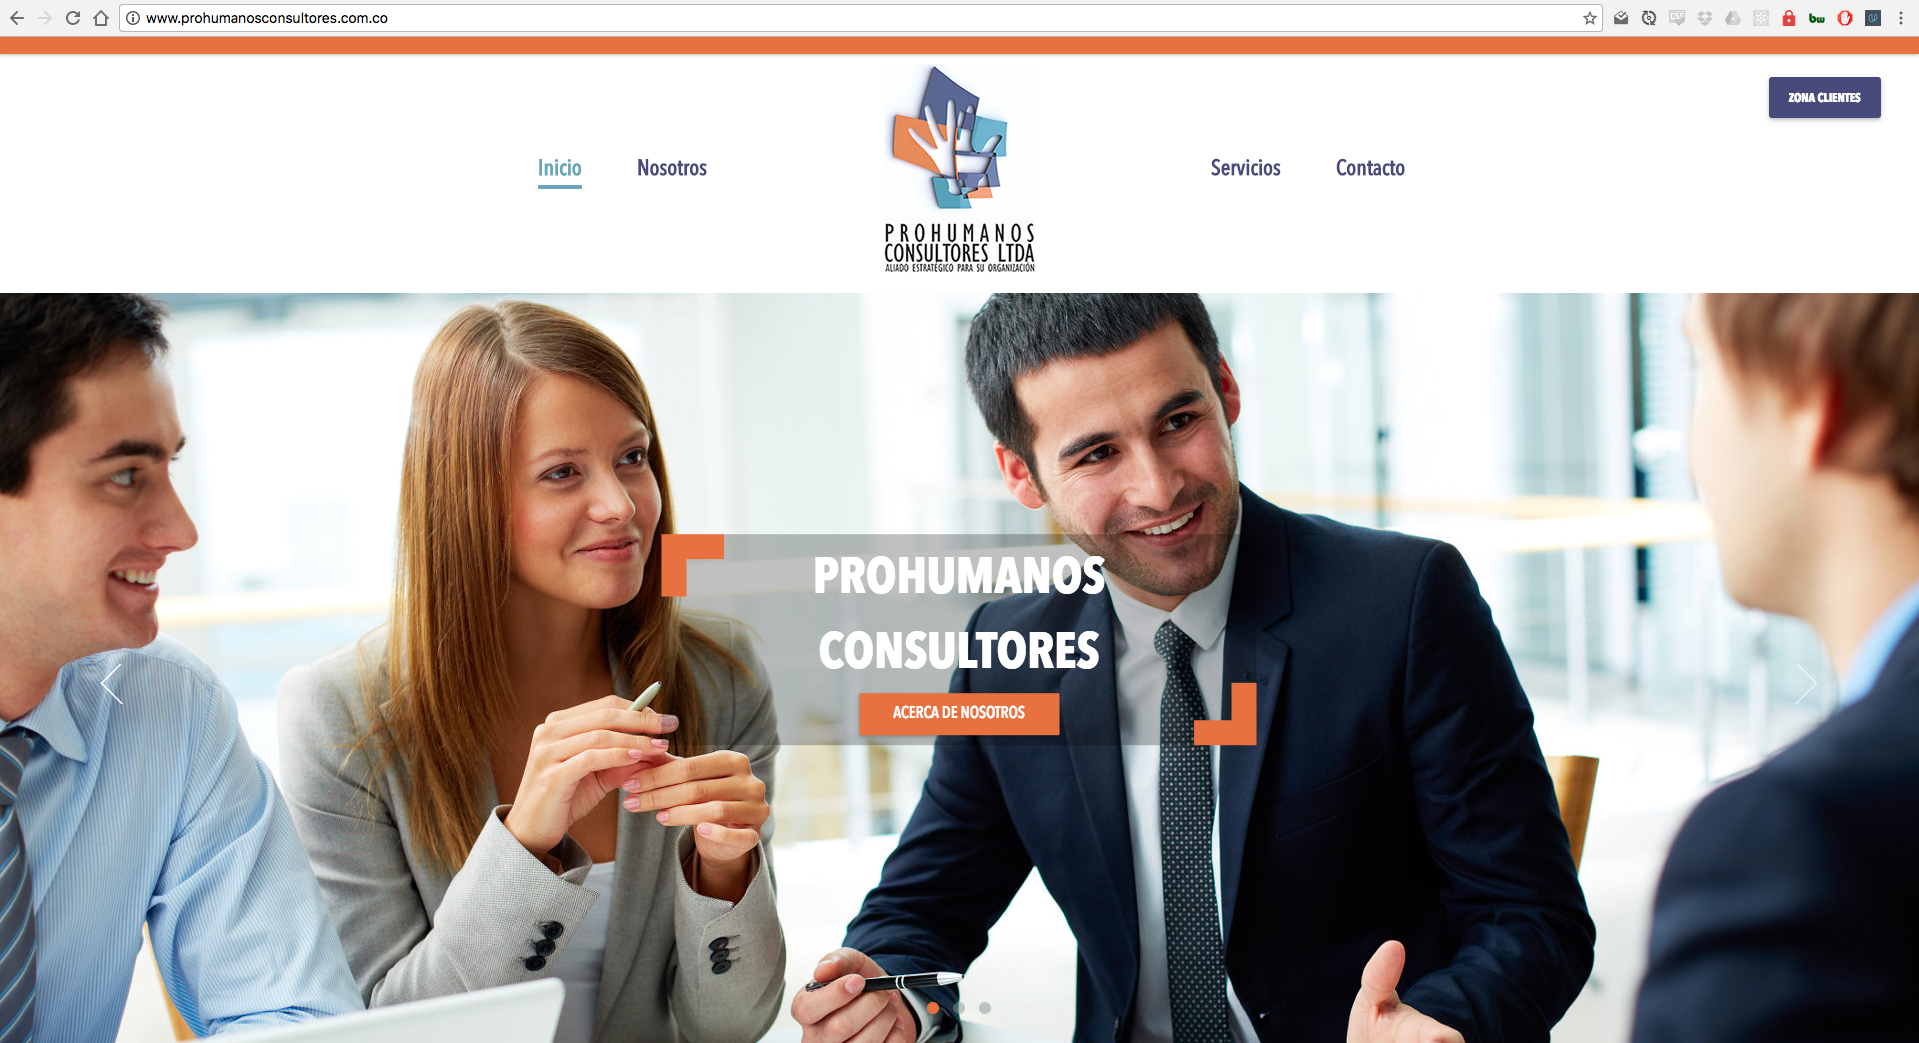 www.prohumanosconsultores.com.co
ZONA CLIENTES
Inicio
Nosotros
Servicios
Contacto
PROHUMANOS
CONSULTORES LTDA
ALIADO ESTRATÉGICO PARA SU ORGANIZACIÓN
PROHUMANOS
CONSULTORES
ACERCA DE NOSOTROS